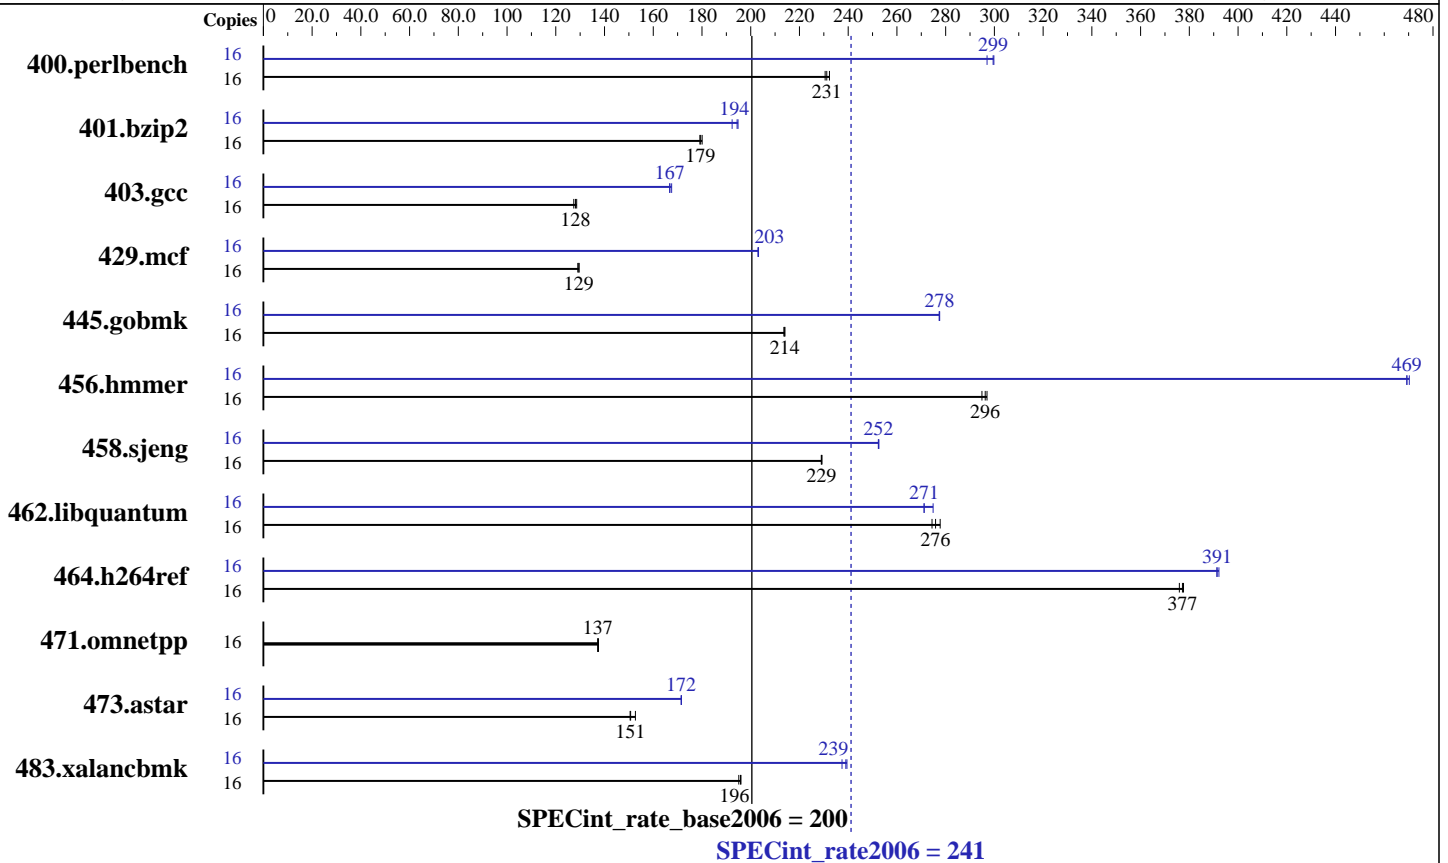 Copies 0 20.0 40.0 60.0 80.0 100 120 140 160 180 200 220 240 260 280 300 320 340 360 380 400 420 440 480
400.perlbench 16 299
16 231
401.bzip2 16 194
16 179
403.gcc 16 167
16 128
429.mcf 16 203
16 129
445.gobmk 16 278
16 214
456.hmmer 16 469
16 296
458.sjeng 16 252
16 229
462.libquantum 16 271
16 276
464.h264ref 16 391
16 377
471.omnetpp 16 137
473.astar 16 172
16 151
483.xalancbmk 16 239
16 196
SPECint_rate_base2006 = 200
SPECint_rate2006 = 241